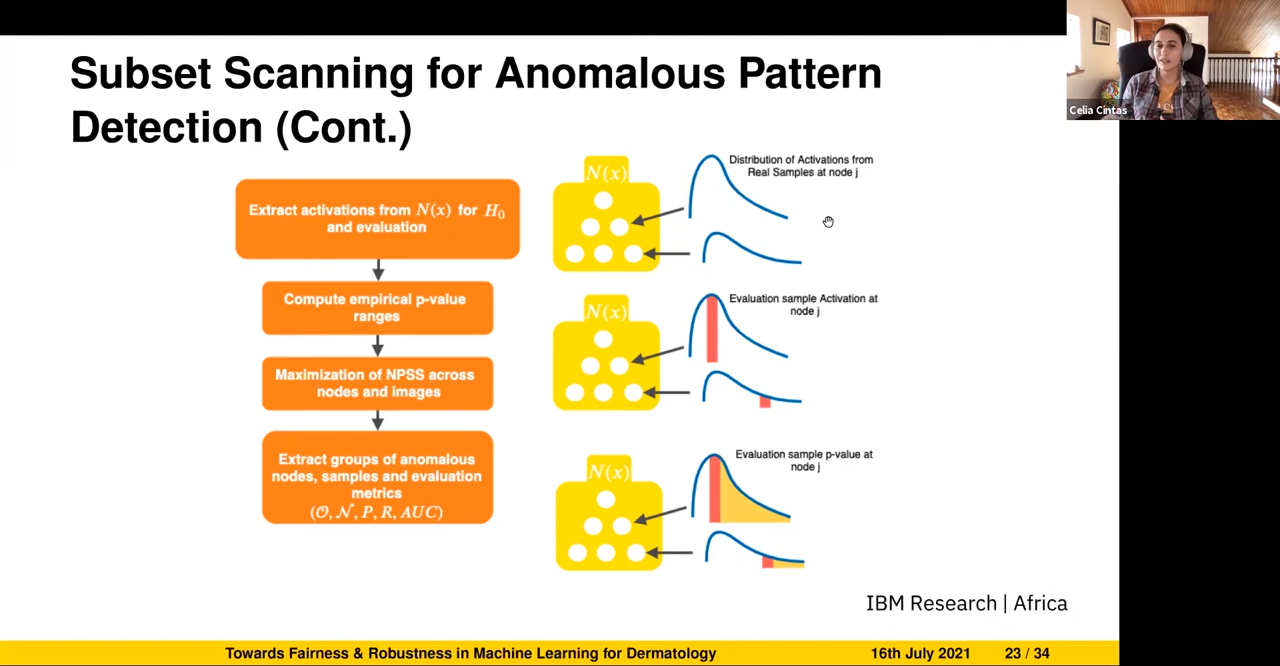 Subset Scanning for Anomalous Pattern
Detection (Cont.)
Celia Cintas
Extract activations from N(x) for H₀
and evaluation
Compute empirical p-value
ranges
Maximization of NPSS across
nodes and images
Extract groups of anomalous
nodes, samples and evaluation
metrics
(𝒪, 𝒩, P, R, AUC)
N(x)
Distribution of Activations from
Real Samples at node j
N(x)
Evaluation sample Activation at
node j
N(x)
Evaluation sample p-value at
node j
IBM Research | Africa
Towards Fairness & Robustness in Machine Learning for Dermatology
16th July 2021
23 / 34